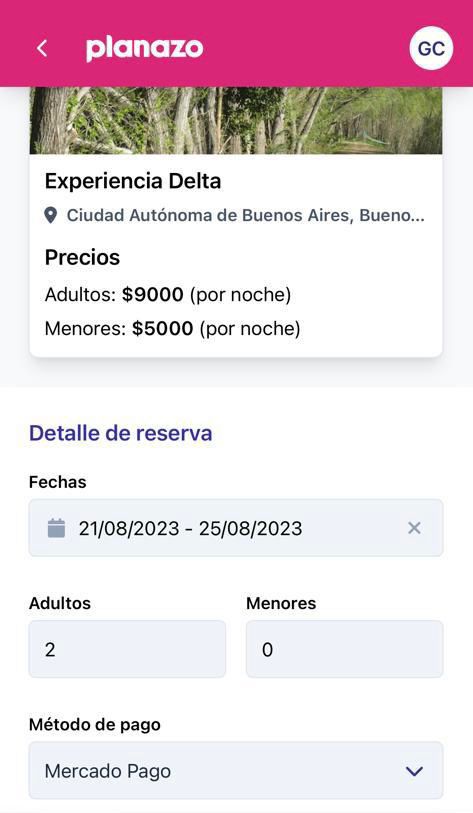 planazo
GC
Experiencia Delta
Ciudad Autónoma de Buenos Aires, Bueno...
Precios
Adultos: $9000 (por noche)
Menores: $5000 (por noche)
Detalle de reserva
Fechas
21/08/2023 - 25/08/2023
Adultos Menores
2 0
Método de pago
Mercado Pago